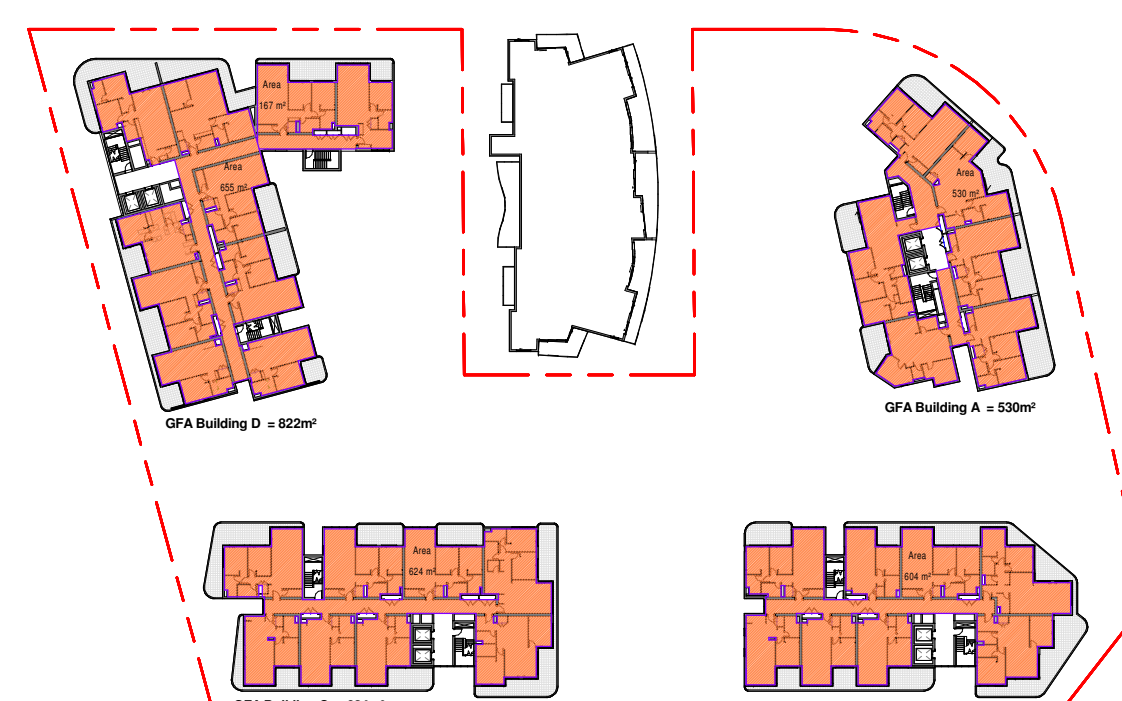 Area
167 m²
Area
655 m²
Area
530 m²
GFA Building D = 822m²
GFA Building A = 530m²
Area
624 m²
Area
604 m²